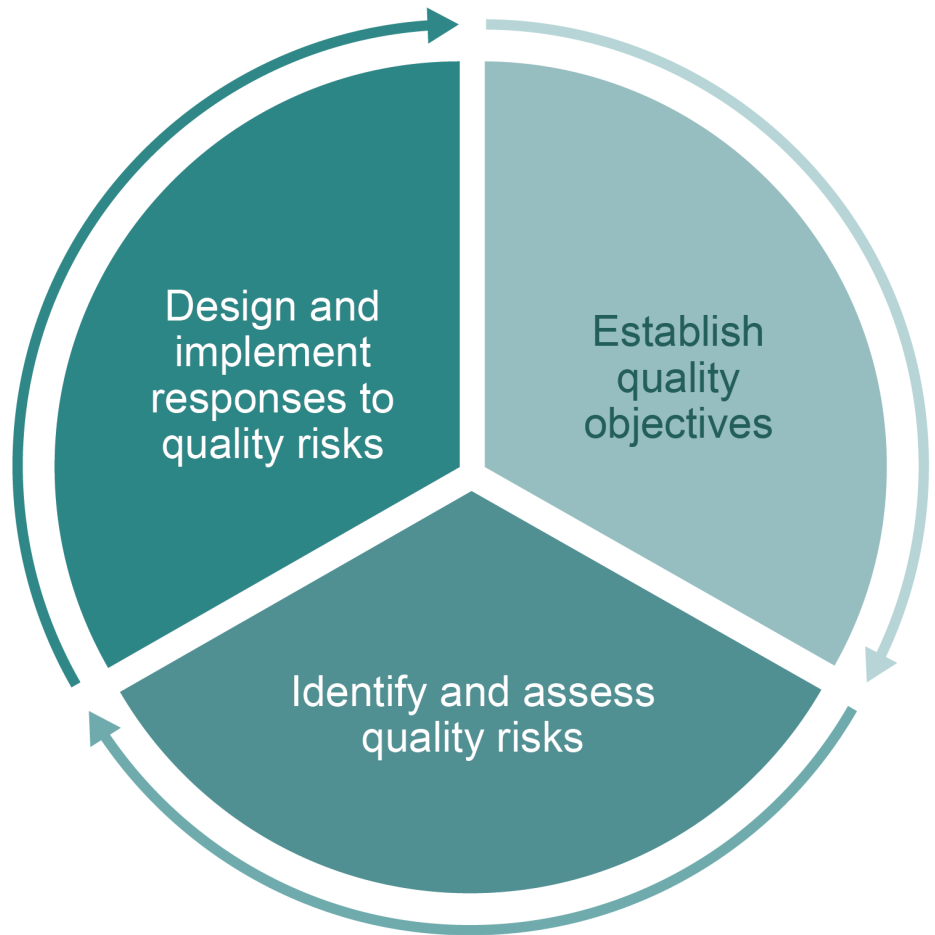 Design and
implement
responses to
quality risks
Establish
quality
objectives
Identify and assess
quality risks